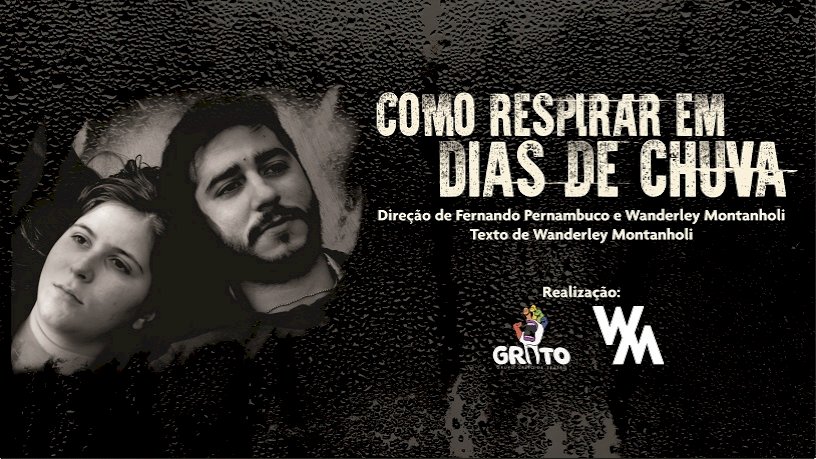 COMO RESPIRAR EM
DIAS DE CHUVA
Direção de Fernando Pernambuco e Wanderley Montanholi
Texto de Wanderley Montanholi
Realização:
GRITO
WM